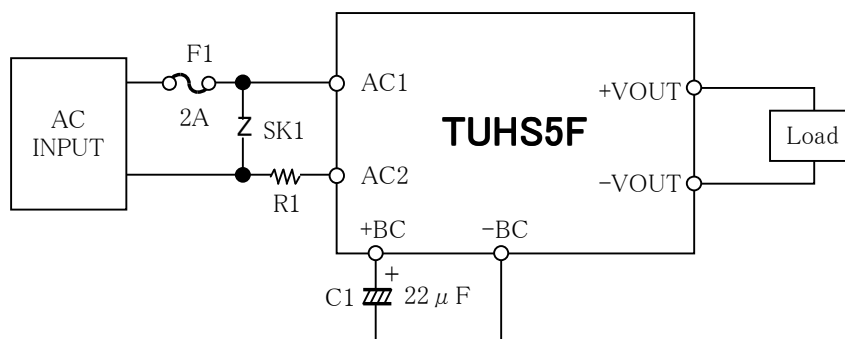 F1
2A
AC
INPUT
SK1
R1
AC1
AC2
TUHS5F
+VOUT
-VOUT
Load
+BC
-BC
+
C1
22μF